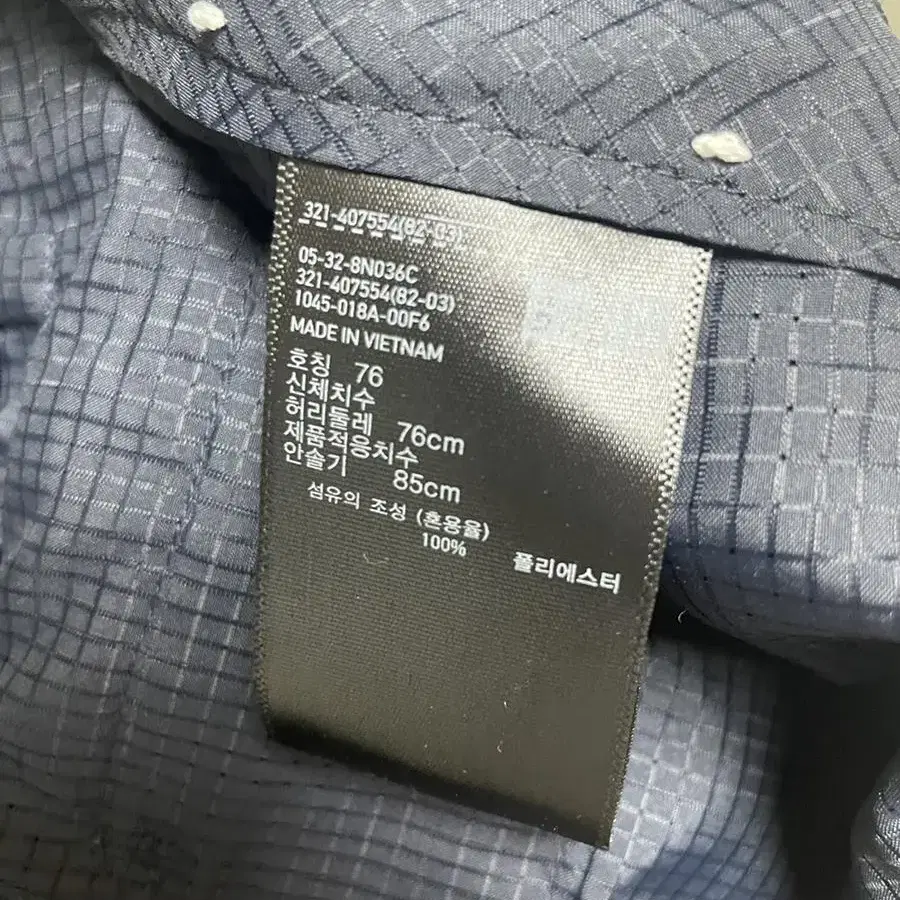 321-407554(82-03)
05-32-8N036C
321-407554(82-03)
1045-018A-00F6
MADE IN VIETNAM
호칭 76
신체치수
허리둘레 76cm
제품적응치수
안솔기 85cm
섬유의 조성 (혼용율)
100% 폴리에스터